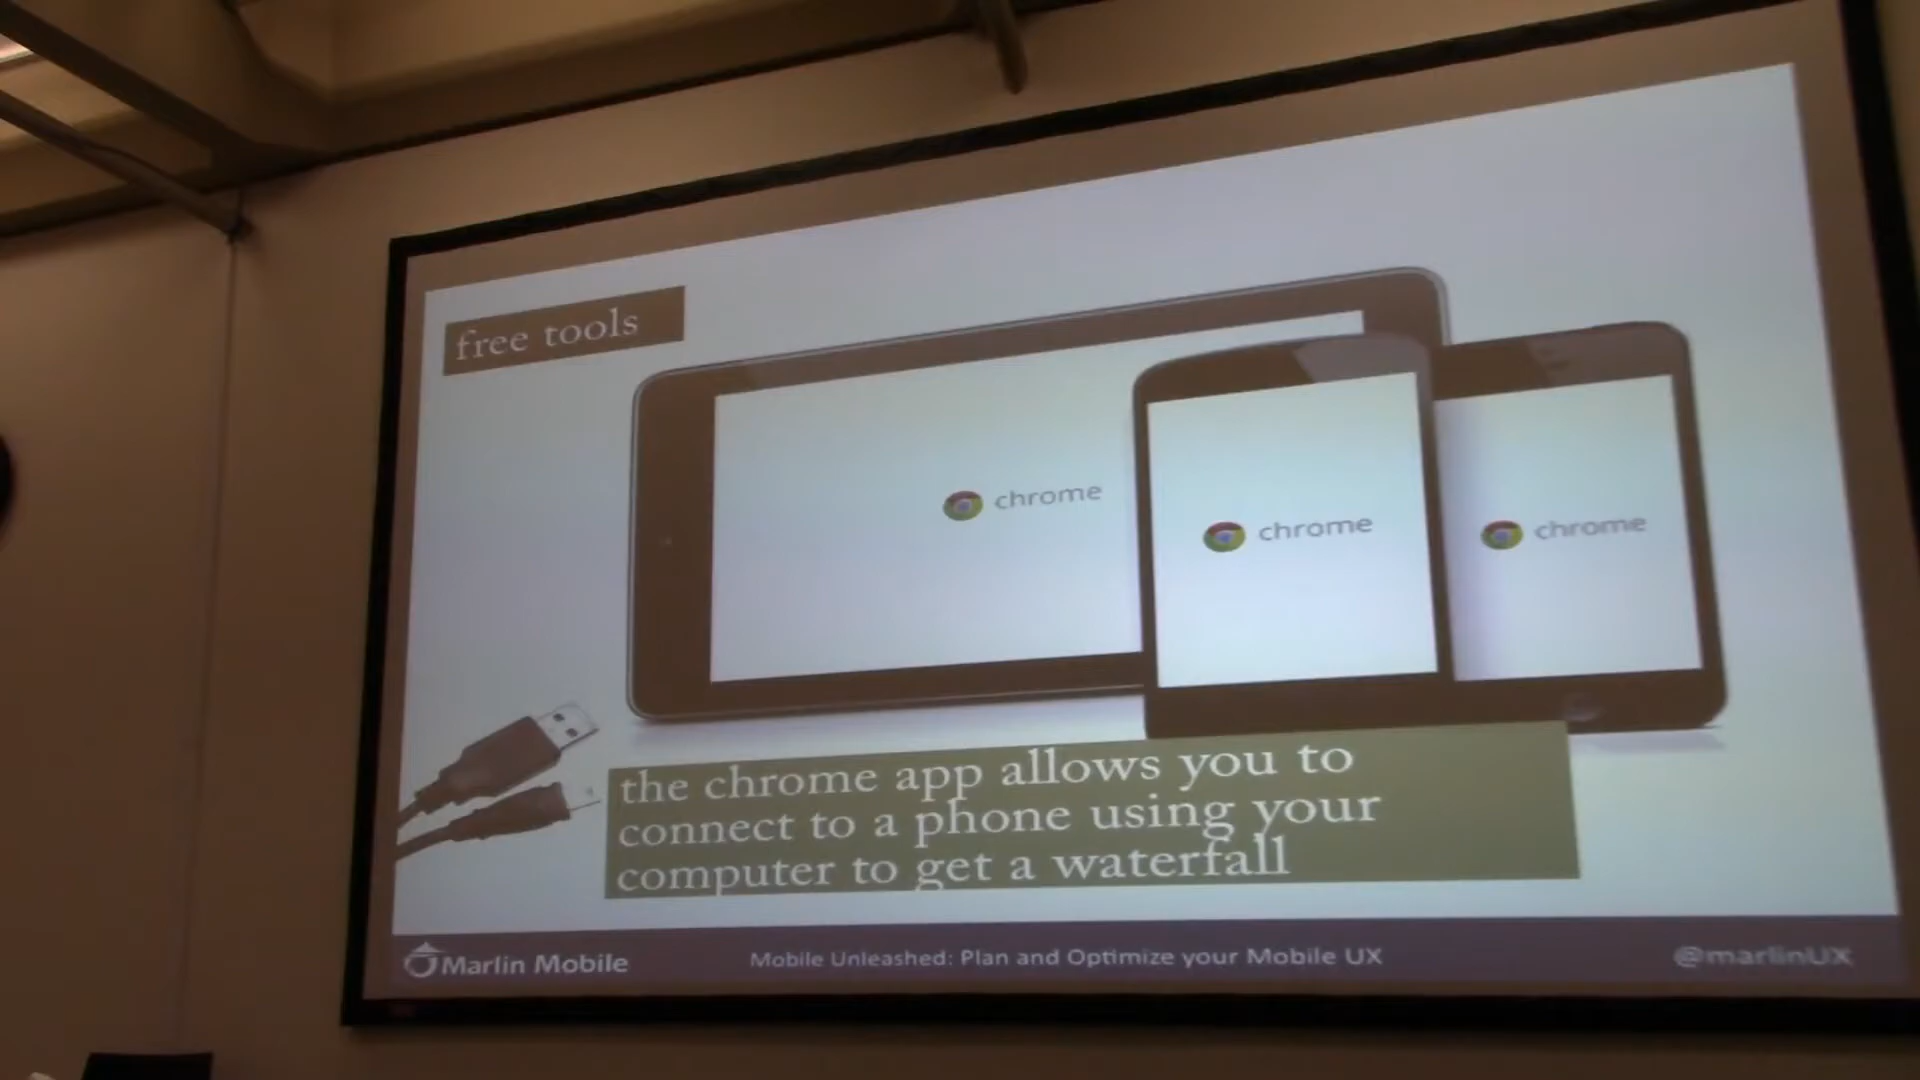 free tools
chrome
chrome
chrome
the chrome app allows you to
connect to a phone using your
computer to get a waterfall
Marlin Mobile
Mobile Unleashed: Plan and Optimize your Mobile UX
@marlinUX